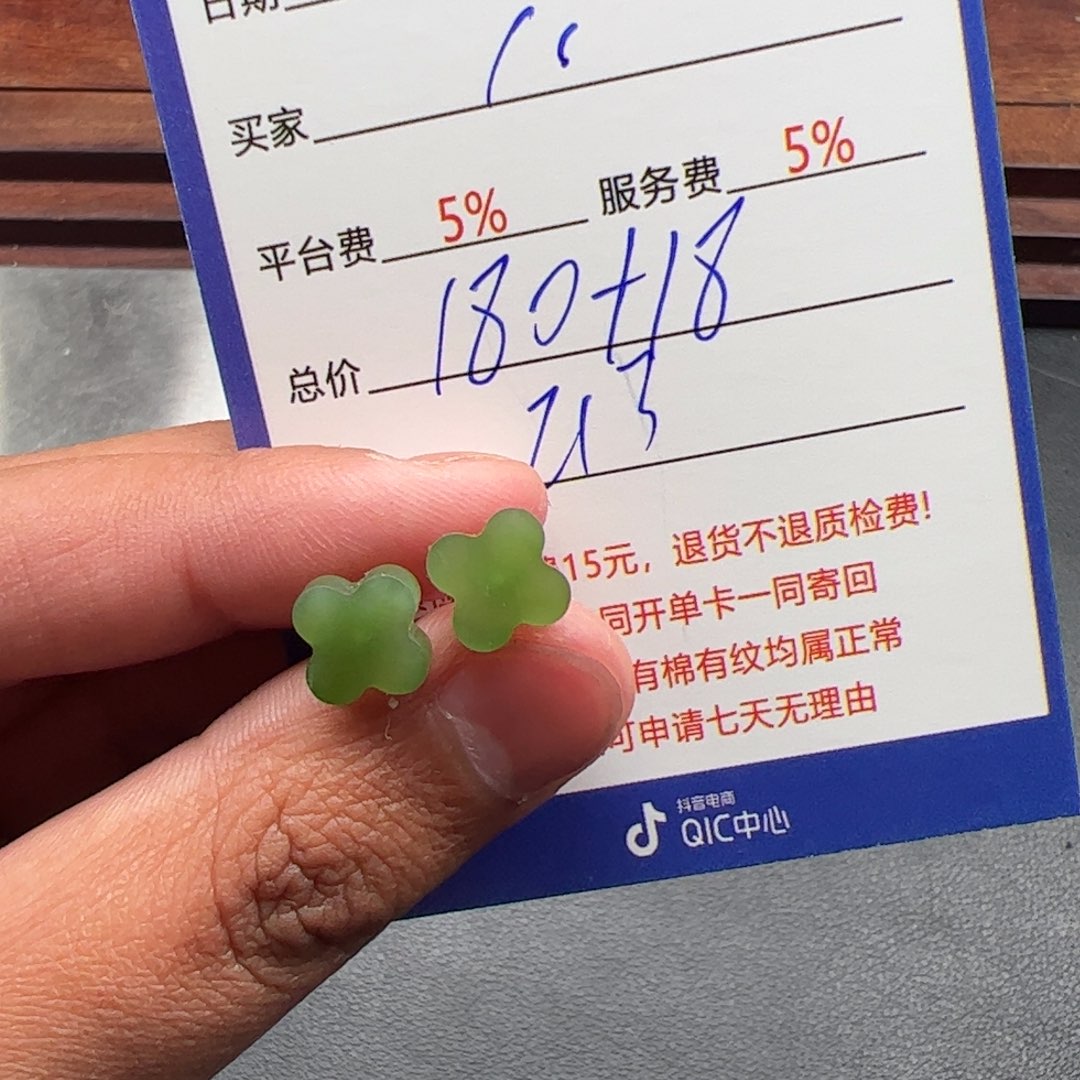 日期
买家
平台费 5% 服务费 5%
总价 180+18
213
15元，退货不退质检费！
同开单卡一同寄回
有棉有纹均属正常
可申请七天无理由
抖音电商
QIC中心